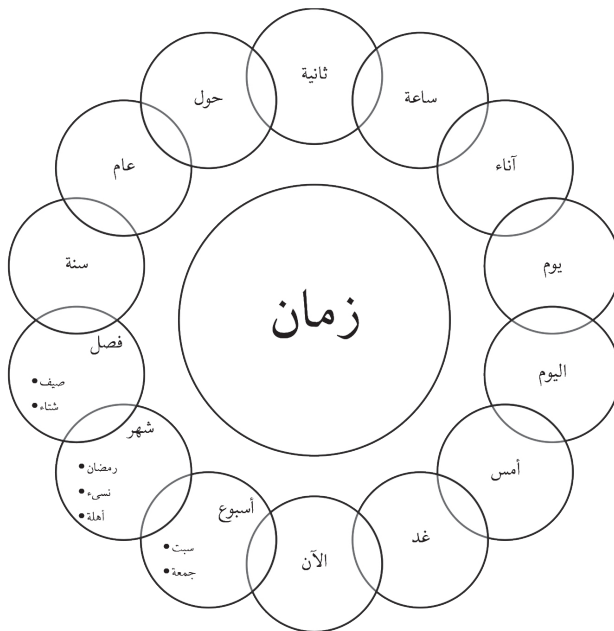 زمان
ثانية
ساعة
آناء
يوم
اليوم
أمس
غد
الآن
أسبوع
• سبت
• جمعة
شهر
• رمضان
• نسىء
• أهلة
فصل
• صيف
• شتاء
سنة
عام
حول